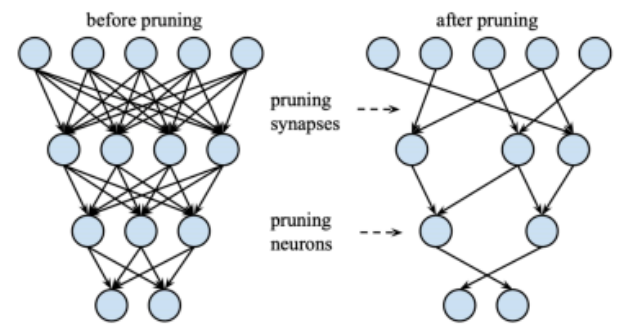 before pruning
after pruning
pruning
synapses
pruning
neurons